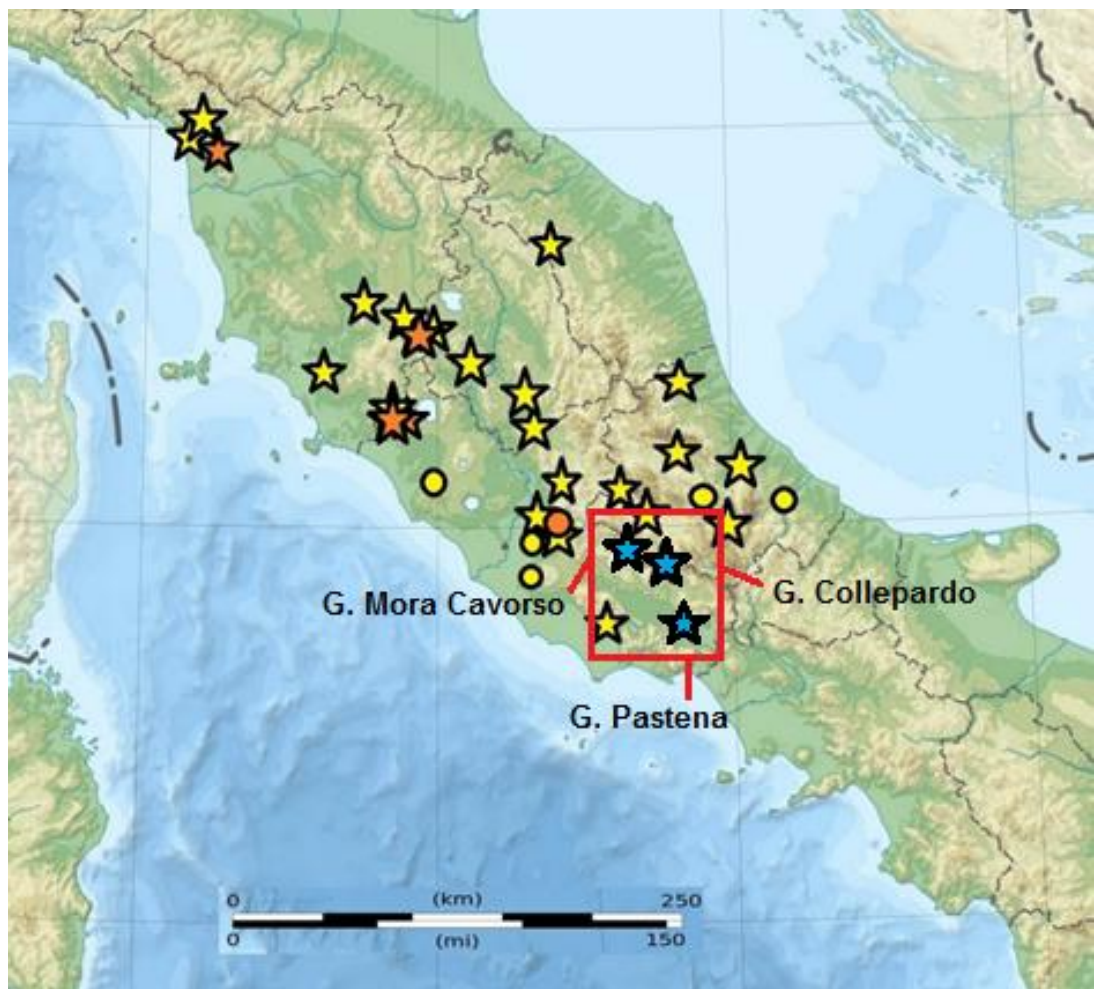 G. Mora Cavorso
G. Collepardo
G. Pastena
0 (km) 250
0 (mi) 150